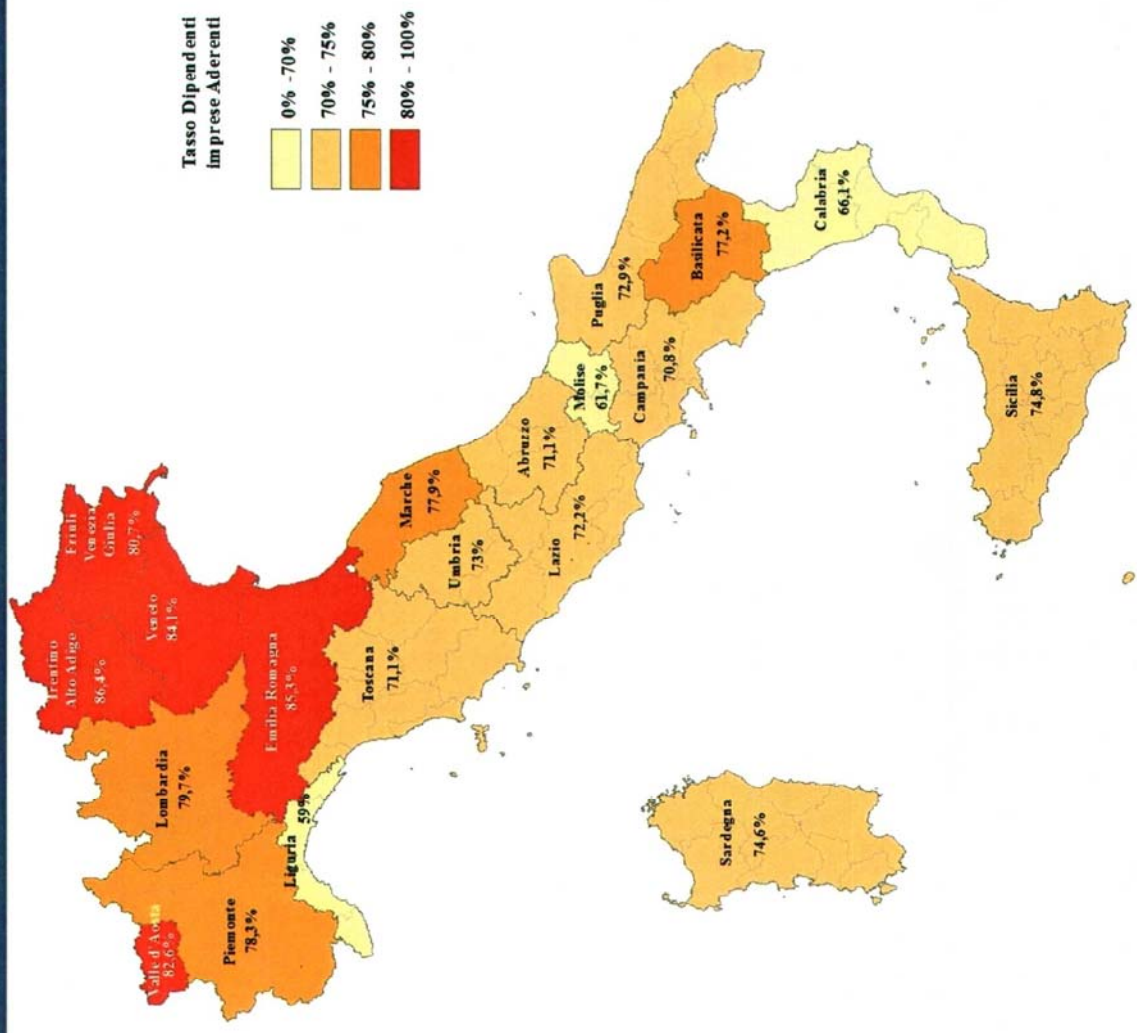 Tasso Dipendenti
imprese Aderenti
0% -70%
70% - 75%
75% - 80%
80% - 100%
Trentino
Alto Adige
86,4%
Friuli
Venezia
Giulia
80,7%
Veneto
84,1%
Valle d'Aosta
82,6%
Lombardia
79,7%
Piemonte
78,3%
Emilia Romagna
85,3%
Liguria
59%
Toscana
71,1%
Marche
77,9%
Umbria
73%
Lazio
72,2%
Abruzzo
71,1%
Molise
61,7%
Campania
70,8%
Puglia
72,9%
Basilicata
77,2%
Calabria
66,1%
Sicilia
74,8%
Sardegna
74,6%